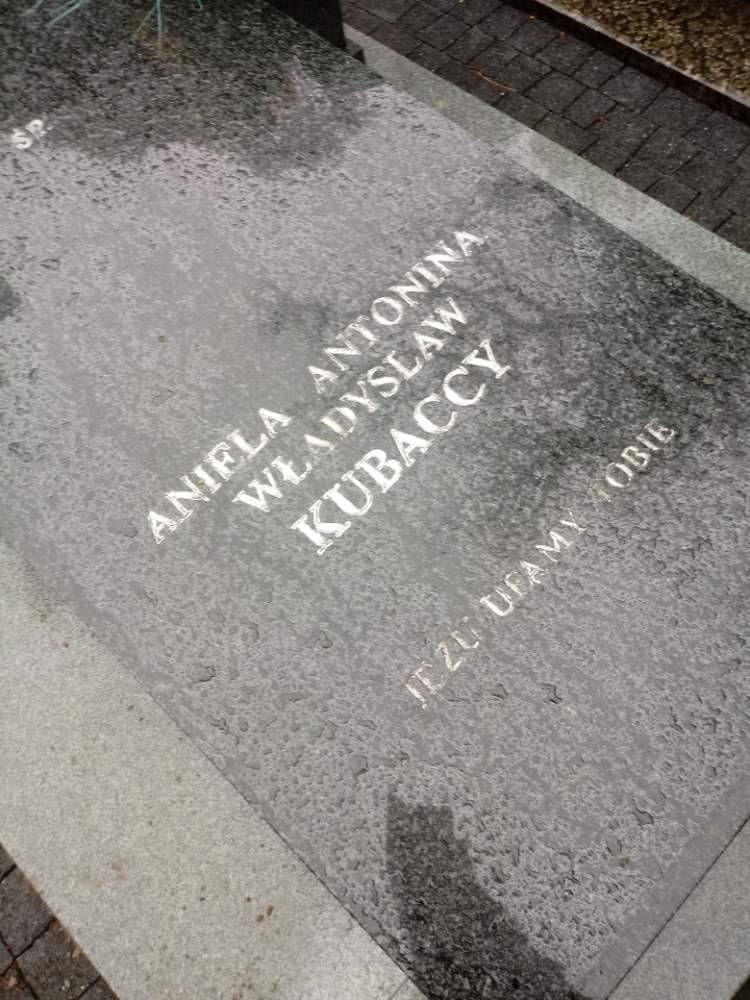 ŚP.
ANIELA ANTONINA
WŁADYSŁAW
KUBACCY
JEZU UFAMY TOBIE